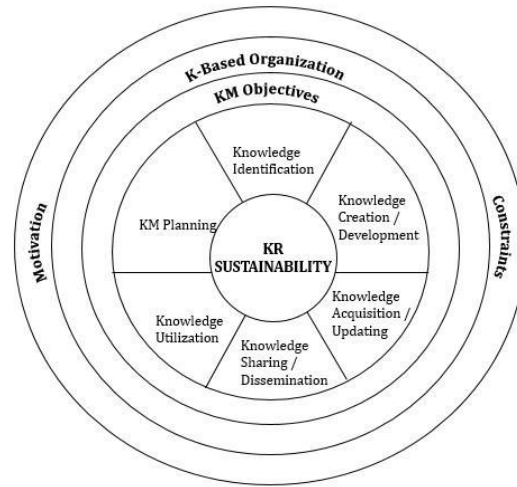 K-Based Organization
KM Objectives
Motivation
Constraints
Knowledge
Identification
Knowledge
Creation /
Development
KM Planning
KR
SUSTAINABILITY
Knowledge
Acquisition /
Updating
Knowledge
Utilization
Knowledge
Sharing /
Dissemination